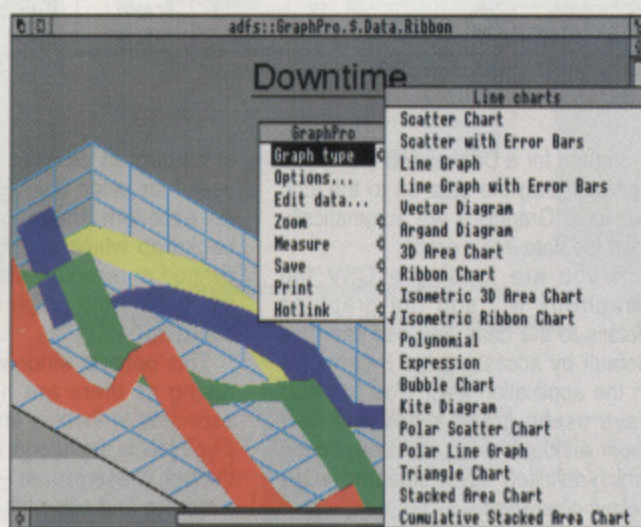 adfs::GraphPro.$.Data.Ribbon
Downtime
GraphPro
Graph type
Options...
Edit data...
Zoom
Measure
Save
Print
Hotlink
Line charts
Scatter Chart
Scatter with Error Bars
Line Graph
Line Graph with Error Bars
Vector Diagram
Argand Diagram
3D Area Chart
Ribbon Chart
Isometric 3D Area Chart
√ Isometric Ribbon Chart
Polynomial
Expression
Bubble Chart
Kite Diagram
Polar Scatter Chart
Polar Line Graph
Triangle Chart
Stacked Area Chart
Cumulative Stacked Area Chart